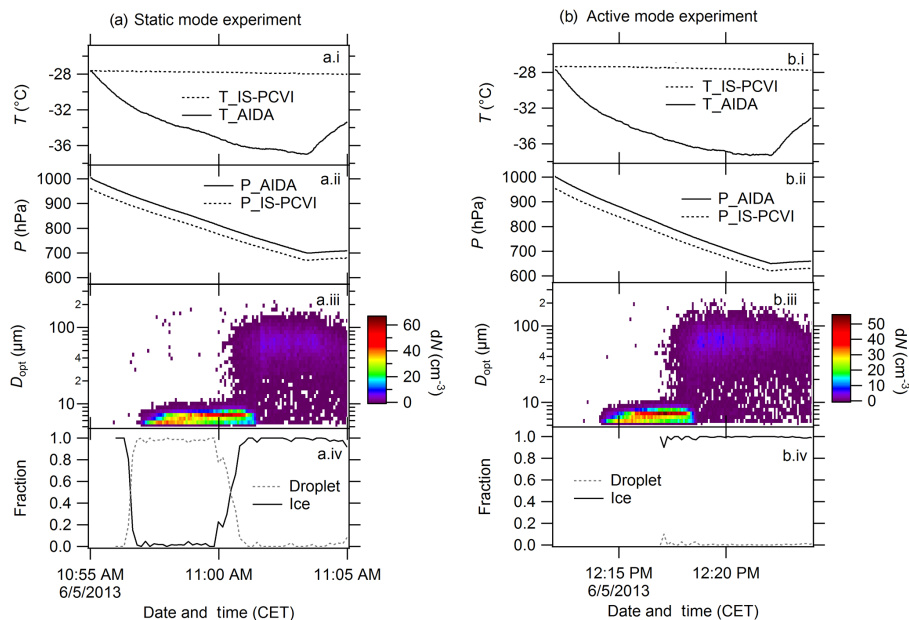 (a) Static mode experiment
a.i
-28
-32
-36
T (°C)
T_IS-PCVI
T_AIDA
a.ii
1000
900
800
700
600
P (hPa)
P_AIDA
P_IS-PCVI
a.iii
2
100
4
2
10
Dopt (µm)
60
40
20
0
dN (cm-3)
a.iv
1.0
0.8
0.6
0.4
0.2
0.0
Fraction
Droplet
Ice
10:55 AM
6/5/2013
11:00 AM
11:05 AM
Date and time (CET)
(b) Active mode experiment
b.i
-28
-32
-36
T (°C)
T_IS-PCVI
T_AIDA
b.ii
1000
900
800
700
600
P (hPa)
P_AIDA
P_IS-PCVI
b.iii
2
100
4
2
10
Dopt (µm)
50
40
30
20
10
0
dN (cm-3)
b.iv
1.0
0.8
0.6
0.4
0.2
0.0
Fraction
Droplet
Ice
12:15 PM
6/5/2013
12:20 PM
Date and time (CET)